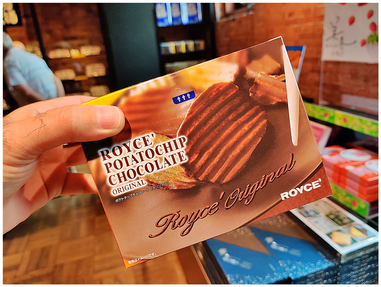 ROYCE'
POTATOCHIP
CHOCOLATE
ORIGINAL
Royce' Original
ROYCE'